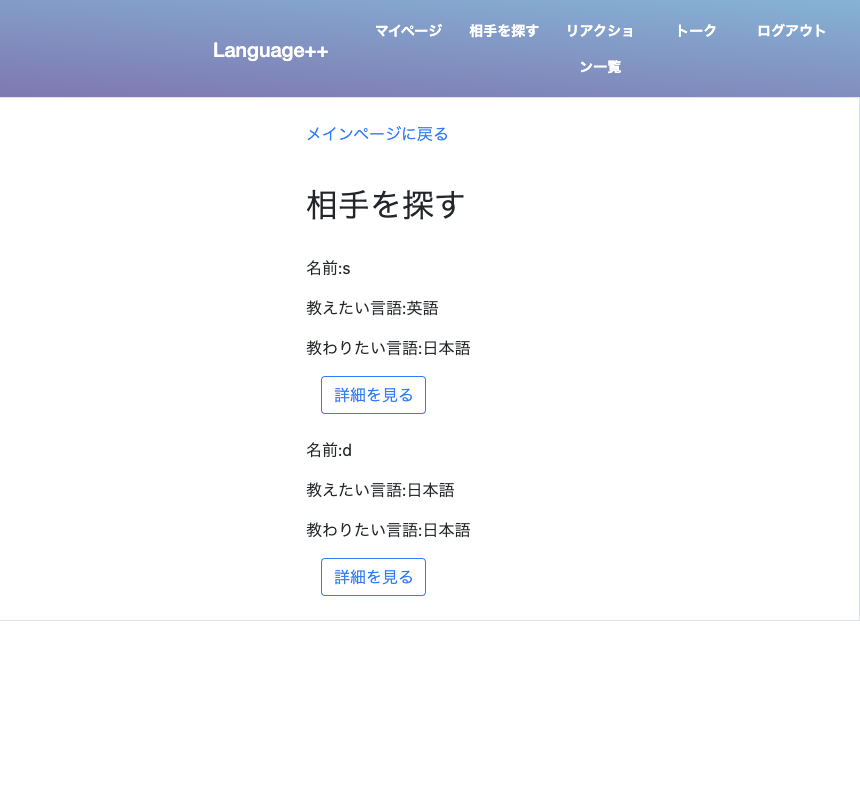 Language++
マイページ
相手を探す
リアクショ
ン一覧
トーク
ログアウト
メインページに戻る
相手を探す
名前:s
教えたい言語:英語
教わりたい言語:日本語
詳細を見る
名前:d
教えたい言語:日本語
教わりたい言語:日本語
詳細を見る